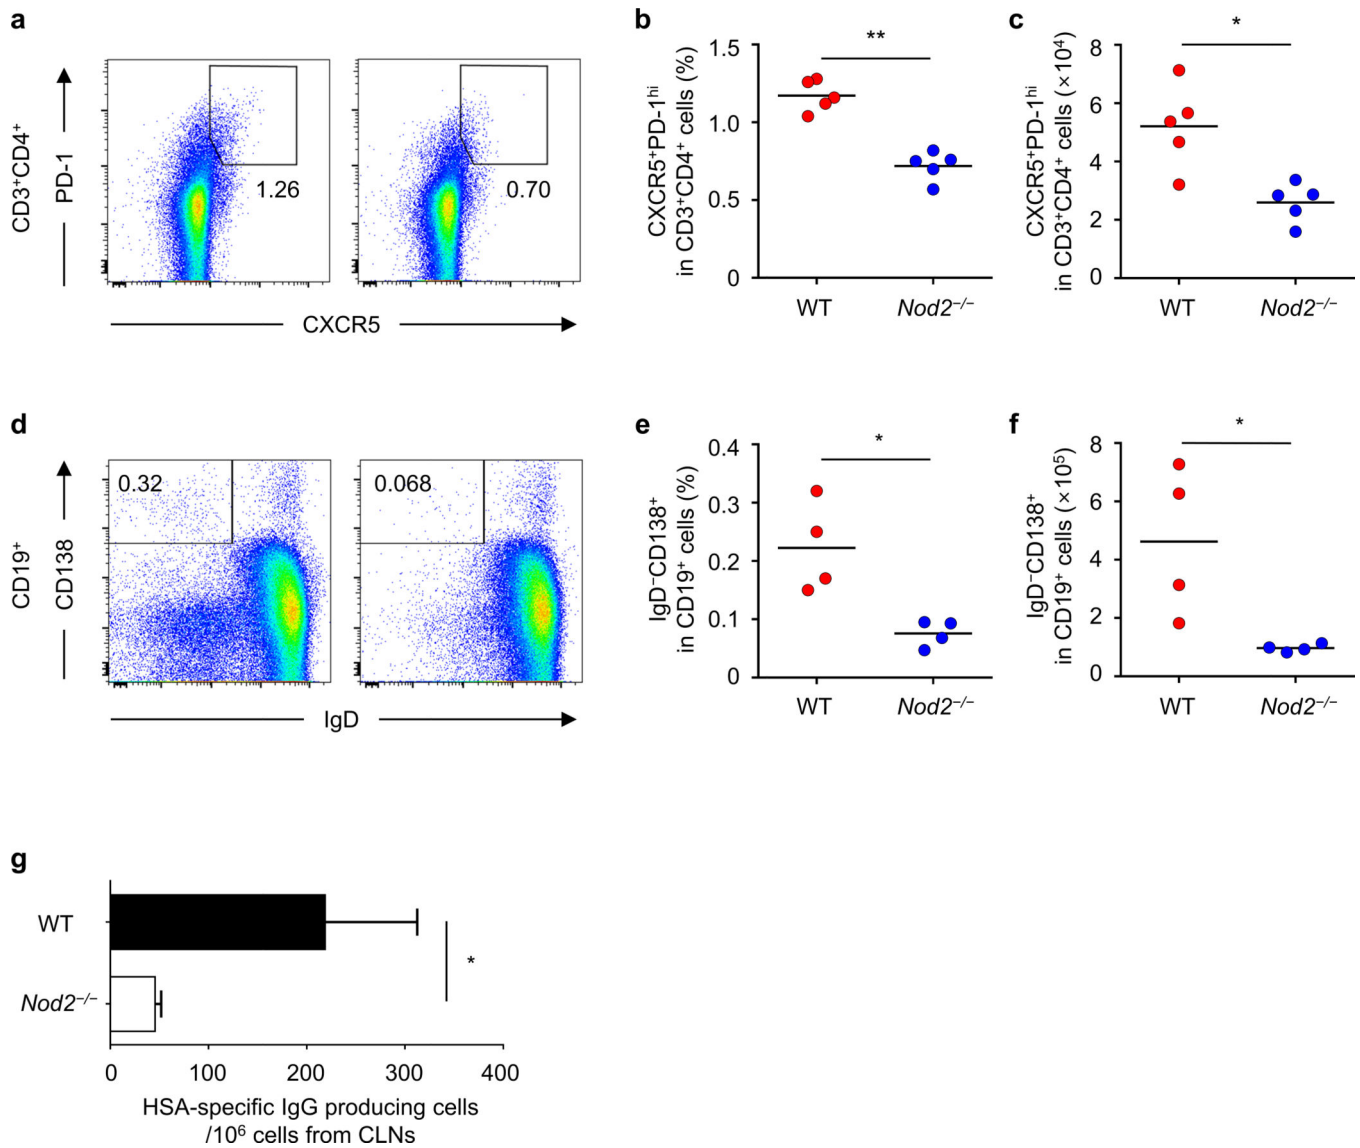 a
CD3⁺CD4⁺
PD-1
1.26
0.70
CXCR5
b
CXCR5⁺PD-1ʰⁱ
in CD3⁺CD4⁺ cells (%)
1.5
1.0
0.5
0
**
WT
Nod2⁻/⁻
c
CXCR5⁺PD-1ʰⁱ
in CD3⁺CD4⁺ cells (×10⁴)
8
6
4
2
0
*
WT
Nod2⁻/⁻
d
CD19⁺
CD138
0.32
0.068
IgD
e
IgD⁻CD138⁺
in CD19⁺ cells (%)
0.4
0.3
0.2
0.1
0
*
WT
Nod2⁻/⁻
f
IgD⁻CD138⁺
in CD19⁺ cells (×10⁵)
8
6
4
2
0
*
WT
Nod2⁻/⁻
g
WT
Nod2⁻/⁻
*
0 100 200 300 400
HSA-specific IgG producing cells
/10⁶ cells from CLNs